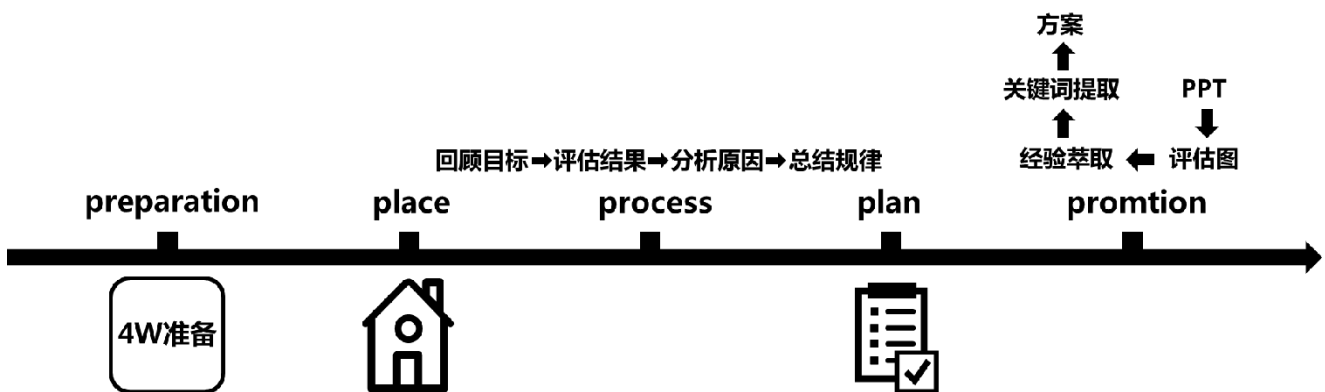 方案
关键词提取 PPT
回顾目标➡评估结果➡分析原因➡总结规律 经验萃取 评估图
preparation place process plan promtion
4W准备